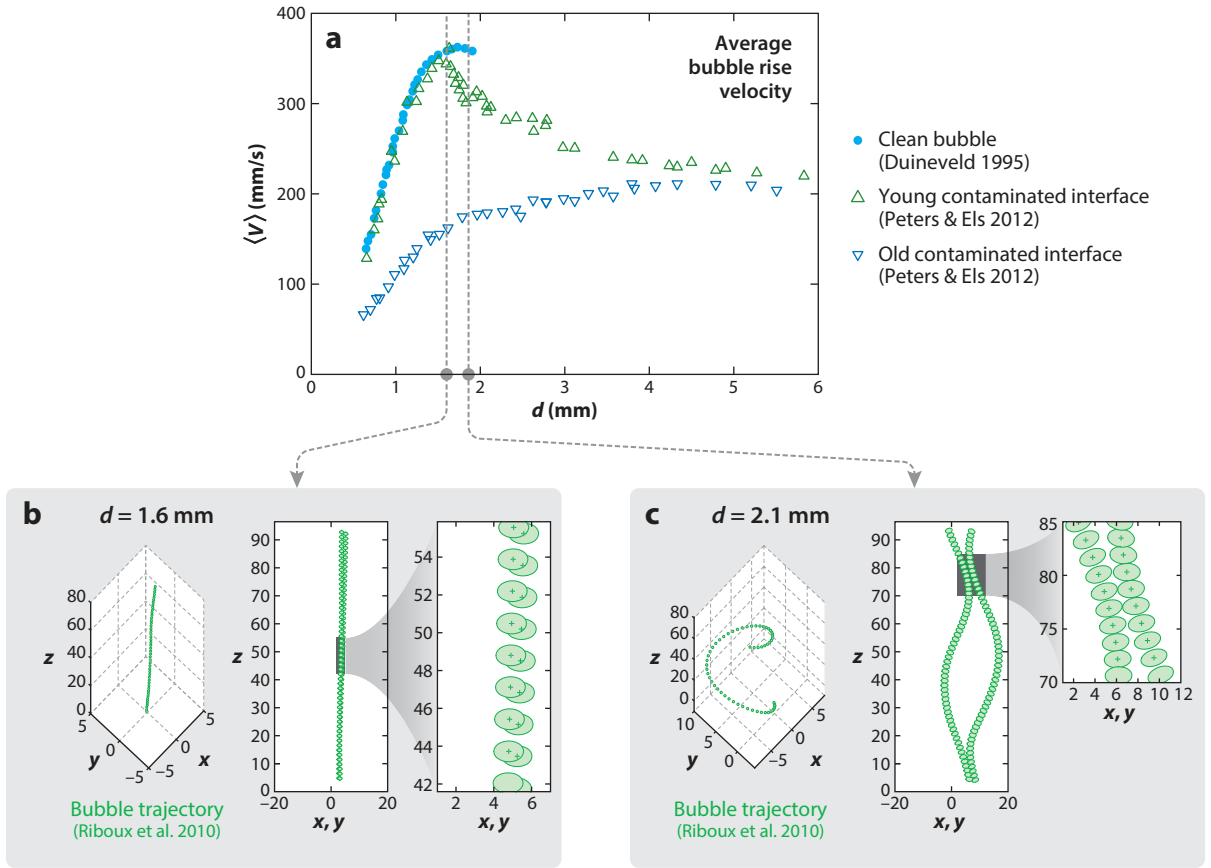 a
Average
bubble rise
velocity
400
300
200
100
0
⟨V⟩ (mm/s)
0 1 2 3 4 5 6
d (mm)
Clean bubble
(Duineveld 1995)
Young contaminated interface
(Peters & Els 2012)
Old contaminated interface
(Peters & Els 2012)
b
d = 1.6 mm
80
60
40
20
0
z
5
0
−5
y
−5
0
5
x
Bubble trajectory
(Riboux et al. 2010)
90
80
70
60
50
40
30
20
10
0
z
−20 0 20
x, y
54
52
50
48
46
44
42
2 4 6
x, y
c
d = 2.1 mm
80
60
40
20
0
z
10
5
0
y
0
5
x
Bubble trajectory
(Riboux et al. 2010)
90
80
70
60
50
40
30
20
10
0
z
−20 0 20
x, y
85
80
75
70
2 4 6 8 10 12
x, y